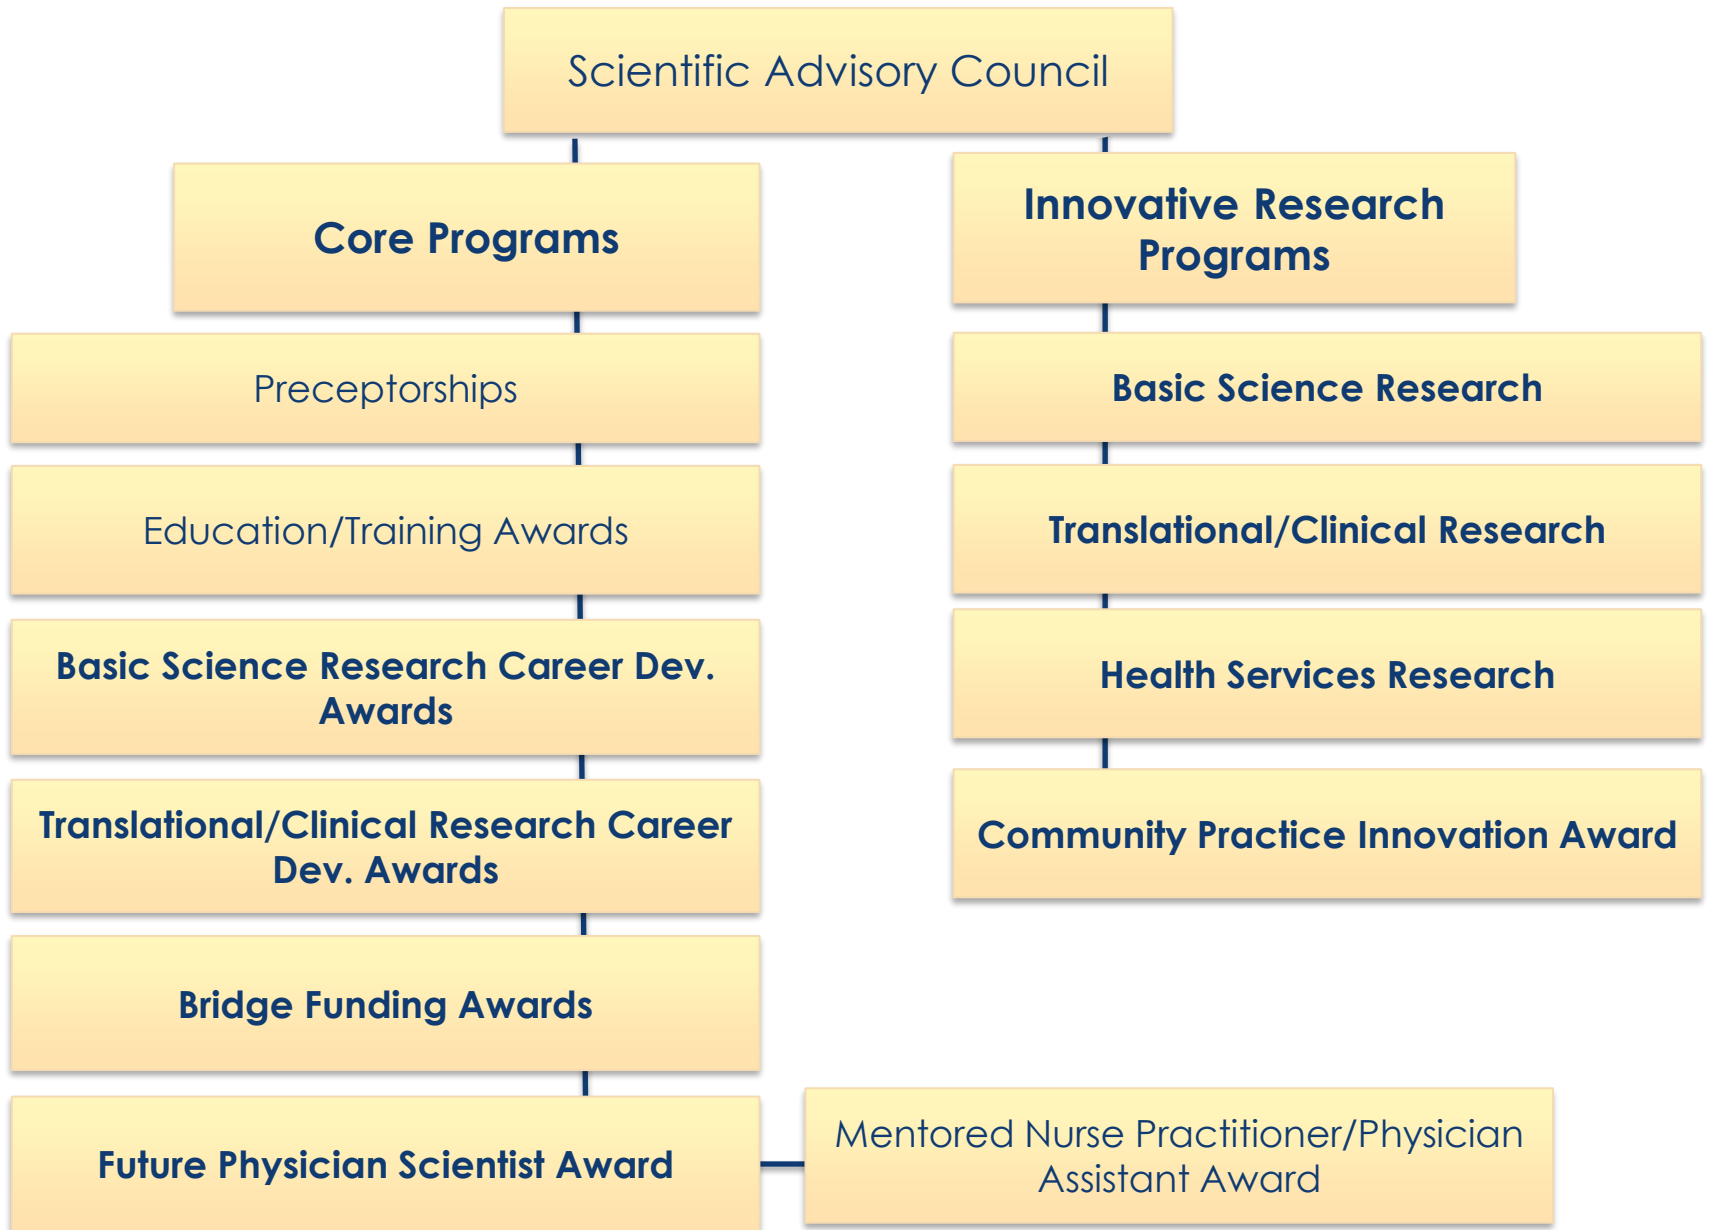 Scientific Advisory Council
Core Programs
Preceptorships
Education/Training Awards
Basic Science Research Career Dev.
Awards
Translational/Clinical Research Career
Dev. Awards
Bridge Funding Awards
Future Physician Scientist Award
Mentored Nurse Practitioner/Physician
Assistant Award
Innovative Research
Programs
Basic Science Research
Translational/Clinical Research
Health Services Research
Community Practice Innovation Award